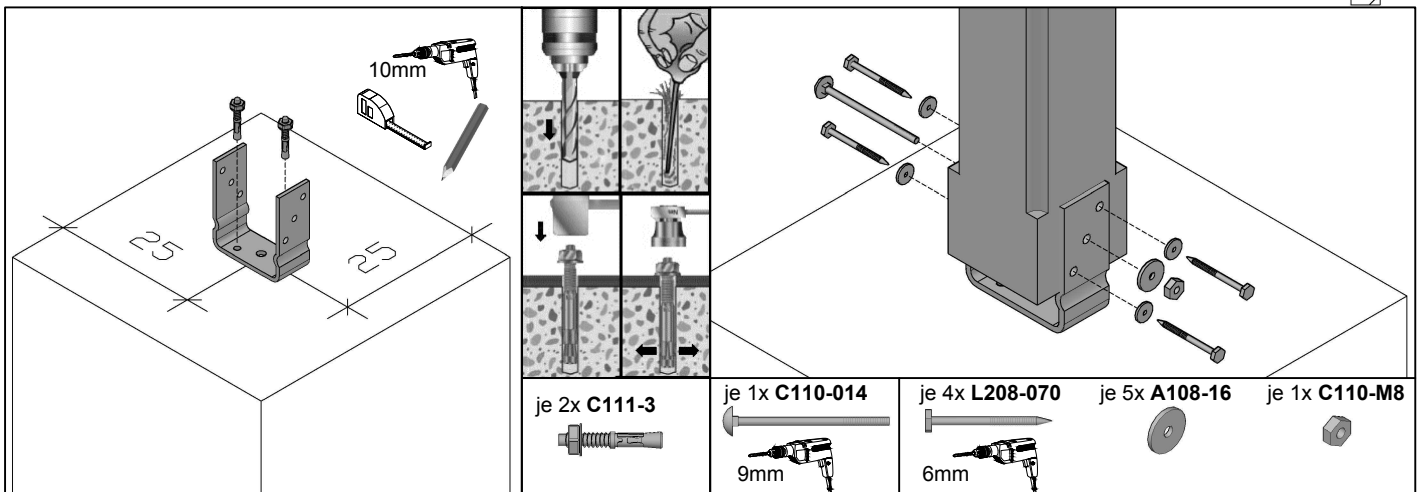 10mm
25
25
je 2x C111-3
je 1x C110-014
9mm
je 4x L208-070
6mm
je 5x A108-16
je 1x C110-M8